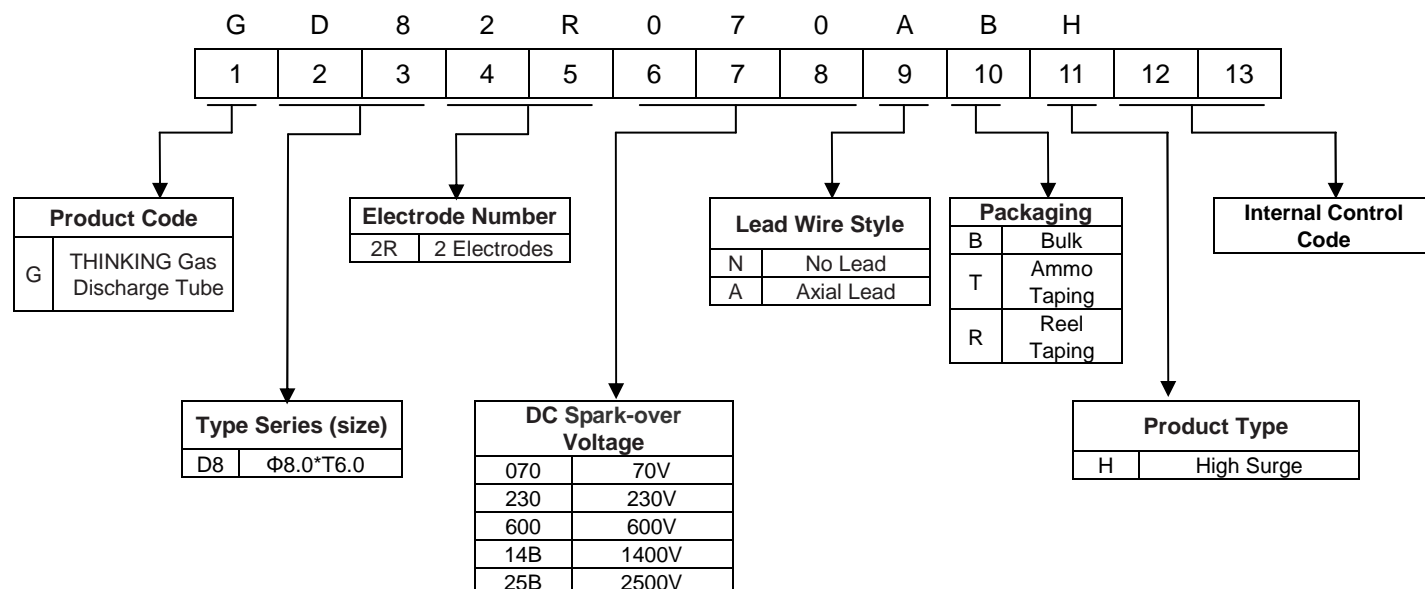 G D 8 2 R 0 7 0 A B H
1 2 3 4 5 6 7 8 9 10 11 12 13
Product Code
G THINKING Gas
Discharge Tube
Electrode Number
2R 2 Electrodes
Lead Wire Style
N No Lead
A Axial Lead
Packaging
B Bulk
T Ammo
Taping
R Reel
Taping
Internal Control
Code
Type Series (size)
D8 Φ8.0*T6.0
DC Spark-over
Voltage
070 70V
230 230V
600 600V
14B 1400V
25B 2500V
Product Type
H High Surge